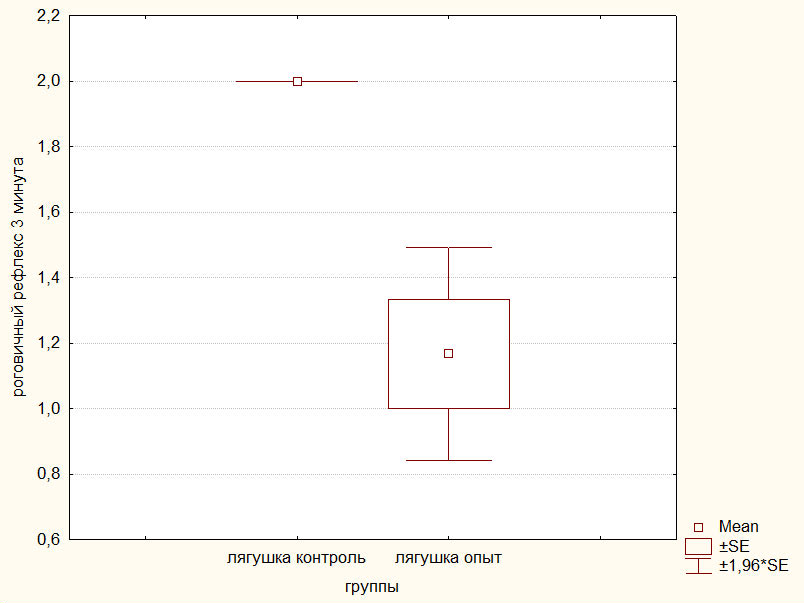 2,2
2,0
1,8
1,6
1,4
1,2
1,0
0,8
0,6
роговичный рефлекс 3 минута
лягушка контроль
лягушка опыт
группы
Mean
±SE
±1,96*SE